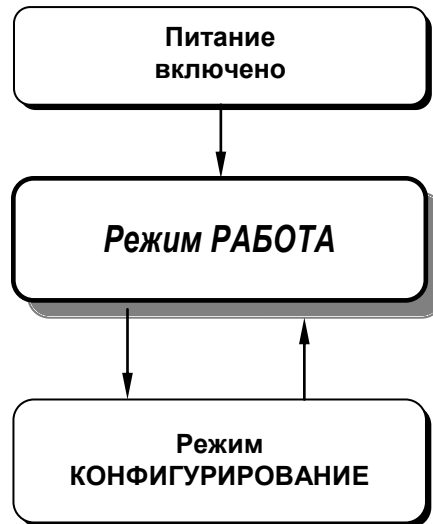 Питание
включено
Режим РАБОТА
Режим
КОНФИГУРИРОВАНИЕ